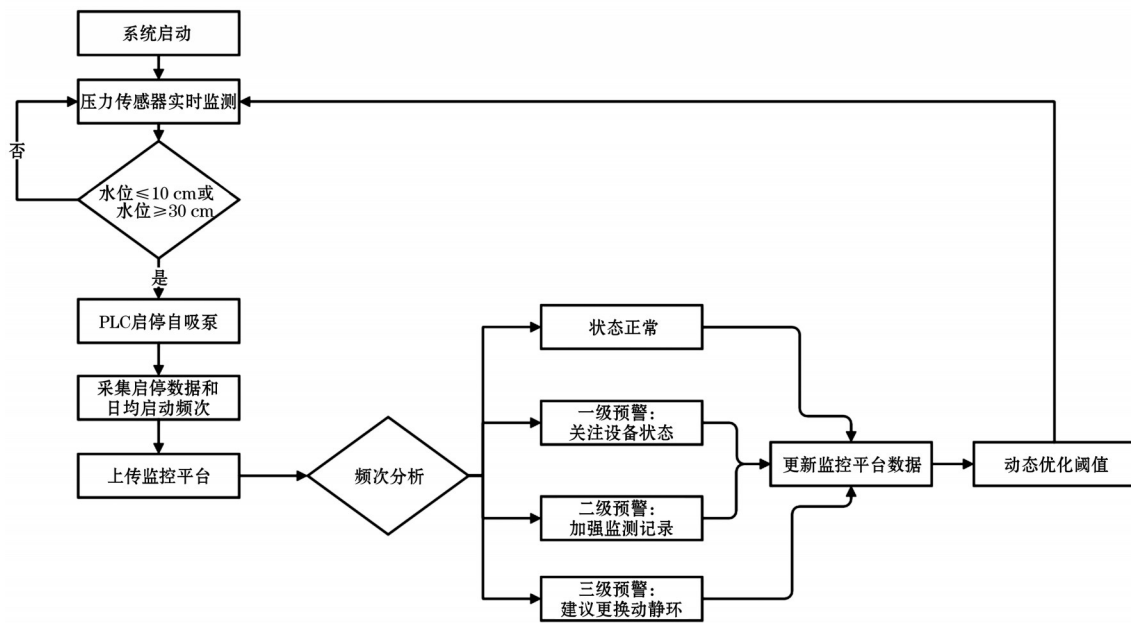 系统启动
压力传感器实时监测
否
水位≤10 cm或
水位≥30 cm
是
PLC启停自吸泵
采集启停数据和
日均启动频次
上传监控平台
频次分析
状态正常
一级预警：
关注设备状态
二级预警：
加强监测记录
三级预警：
建议更换动静环
更新监控平台数据
动态优化阈值